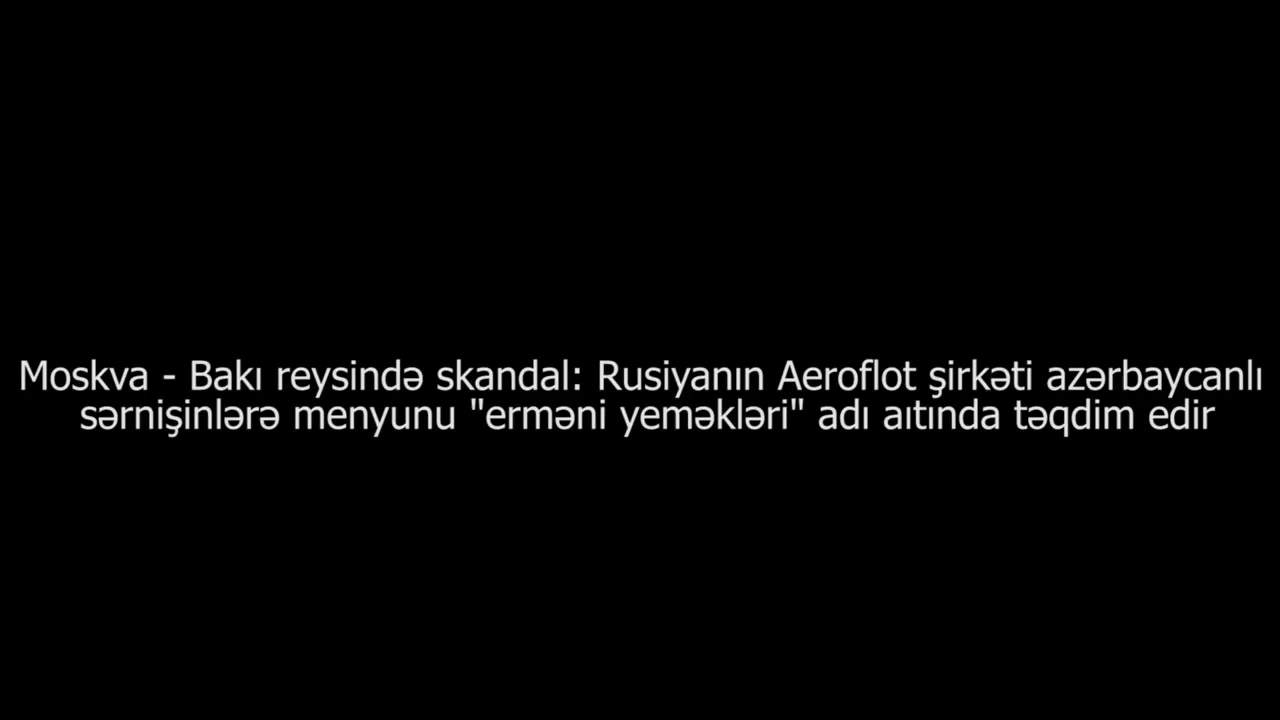 Moskva - Bakı reysində skandal: Rusiyanın Aeroflot şirkəti azərbaycanlı
sərnişinlərə menyunu "erməni yeməkləri" adı aıtında təqdim edir